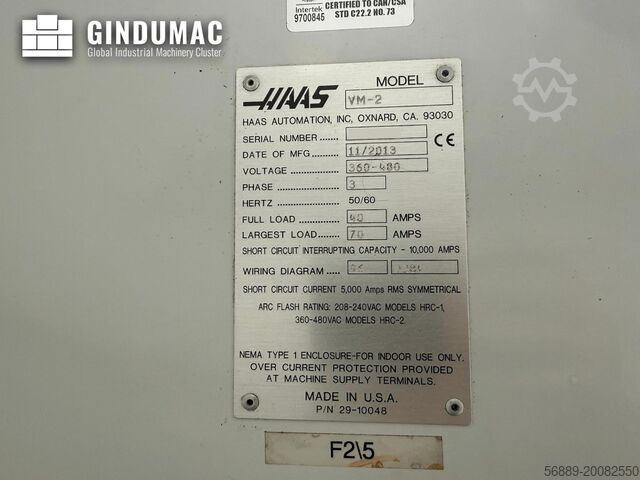 Intertek
9700845
CERTIFIED TO CAN/CSA
STD C22.2 NO. 73
GINDUMAC
Global Industrial Machinery Cluster
HAAS
MODEL
VM-2
HAAS AUTOMATION, INC, OXNARD, CA. 93030
SERIAL NUMBER
CE
DATE OF MFG .......... 11/2013
VOLTAGE .................. 360-480
PHASE ...................... 3
HERTZ ...................... 50/60
FULL LOAD ............... 40 AMPS
LARGEST LOAD........ 70 AMPS
SHORT CIRCUIT INTERRUPTING CAPACITY - 10,000 AMPS
WIRING DIAGRAM .....
SHORT CIRCUIT CURRENT 5,000 Amps RMS SYMMETRICAL
ARC FLASH RATING: 208-240VAC MODELS HRC-1,
360-480VAC MODELS HRC-2.
NEMA TYPE 1 ENCLOSURE-FOR INDOOR USE ONLY.
OVER CURRENT PROTECTION PROVIDED
AT MACHINE SUPPLY TERMINALS.
MADE IN U.S.A.
P/N 29-10048
F2\5
56889-20082550